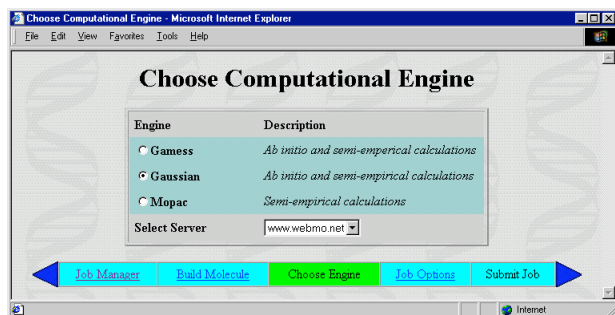 Choose Computational Engine - Microsoft Internet Explorer
File Edit View Favorites Tools Help
Choose Computational Engine
Engine Description
Gamess Ab initio and semi-emperical calculations
Gaussian Ab initio and semi-empirical calculations
Mopac Semi-empirical calculations
Select Server www.webmo.net
Job Manager Build Molecule Choose Engine Job Options Submit Job
Internet